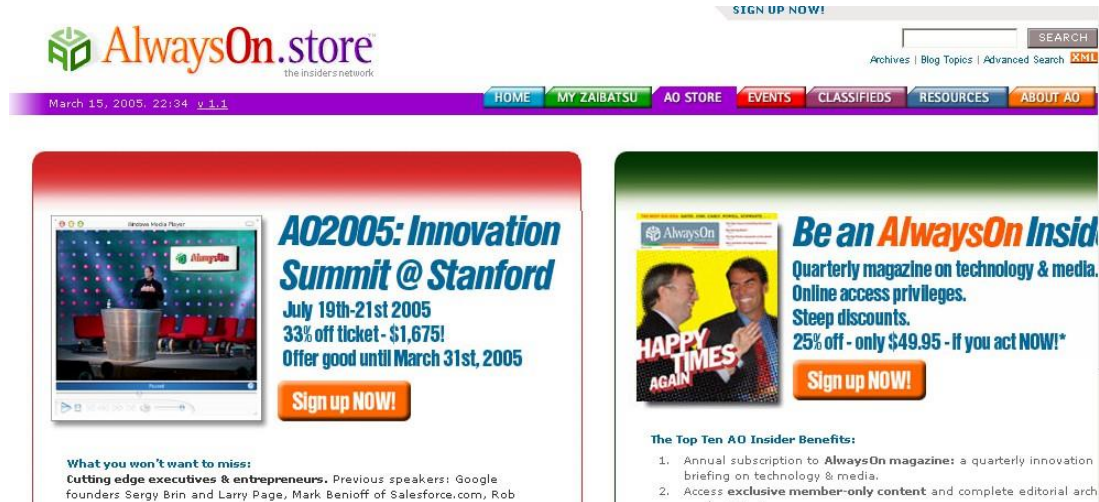 SIGN UP NOW!
AlwaysOn.store
the insiders network
SEARCH
Archives | Blog Topics | Advanced Search XML
March 15, 2005. 22:34 v 1.1
HOME MY ZAIBATSU AO STORE EVENTS CLASSIFIEDS RESOURCES ABOUT AO
Windows Media Player
AlwaysOn
Paused
AO2005: Innovation
Summit @ Stanford
July 19th-21st 2005
33% off ticket - $1,675!
Offer good until March 31st, 2005
Sign up NOW!
What you won't want to miss:
Cutting edge executives & entrepreneurs. Previous speakers: Google
founders Sergy Brin and Larry Page, Mark Benioff of Salesforce.com, Rob
AlwaysOn
HAPPY
TIMES
AGAIN
Be an AlwaysOn Insid
Quarterly magazine on technology & media.
Online access privileges.
Steep discounts.
25% off - only $49.95 - if you act NOW!*
Sign up NOW!
The Top Ten AO Insider Benefits:
1. Annual subscription to AlwaysOn magazine: a quarterly innovation
briefing on technology & media.
2. Access exclusive member-only content and complete editorial arch